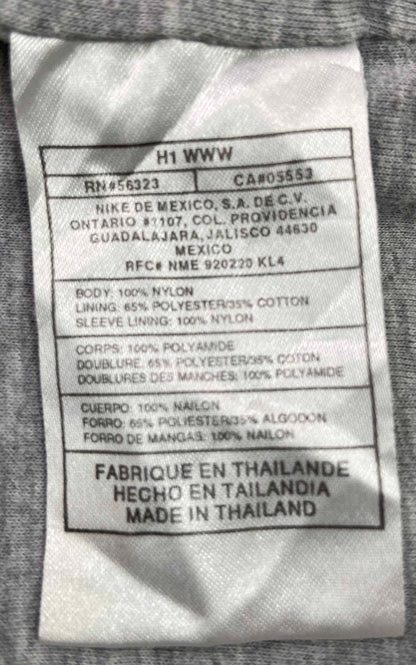 H1 WWW
RN#56323 CA#05553
NIKE DE MEXICO, S.A. DE C.V.
ONTARIO #1107, COL. PROVIDENCIA
GUADALAJARA, JALISCO 44630
MEXICO
RFC# NME 920220 KL4
BODY: 100% NYLON
LINING: 65% POLYESTER/35% COTTON
SLEEVE LINING: 100% NYLON
CORPS: 100% POLYAMIDE
DOUBLURE: 65% POLYESTER/35% COTON
DOUBLURES DES MANCHES: 100% POLYAMIDE
CUERPO: 100% NAILON
FORRO: 65% POLIESTER/35% ALGODON
FORRO DE MANGAS: 100% NAILON
FABRIQUE EN THAILANDE
HECHO EN TAILANDIA
MADE IN THAILAND